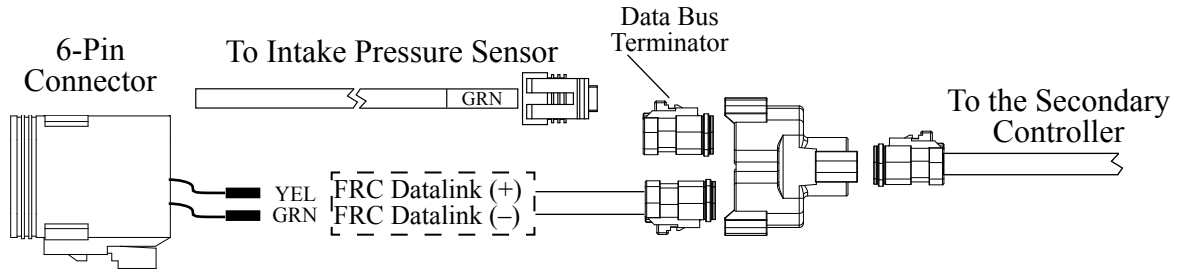 6-Pin
Connector
To Intake Pressure Sensor
GRN
Data Bus
Terminator
To the Secondary
Controller
YEL FRC Datalink (+)
GRN FRC Datalink (–)